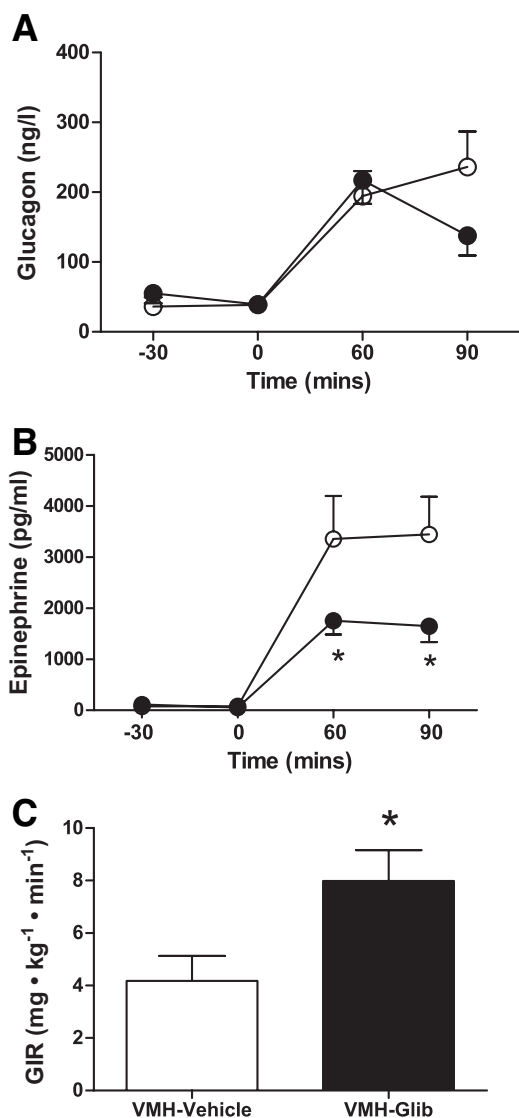 A
400
300
200
100
0
Glucagon (ng/l)
-30 0 60 90
Time (mins)
B
5000
4000
3000
2000
1000
0
Epinephrine (pg/ml)
* *
-30 0 60 90
Time (mins)
C
10
8
6
4
2
0
GIR (mg • kg⁻¹ • min⁻¹)
*
VMH-Vehicle VMH-Glib